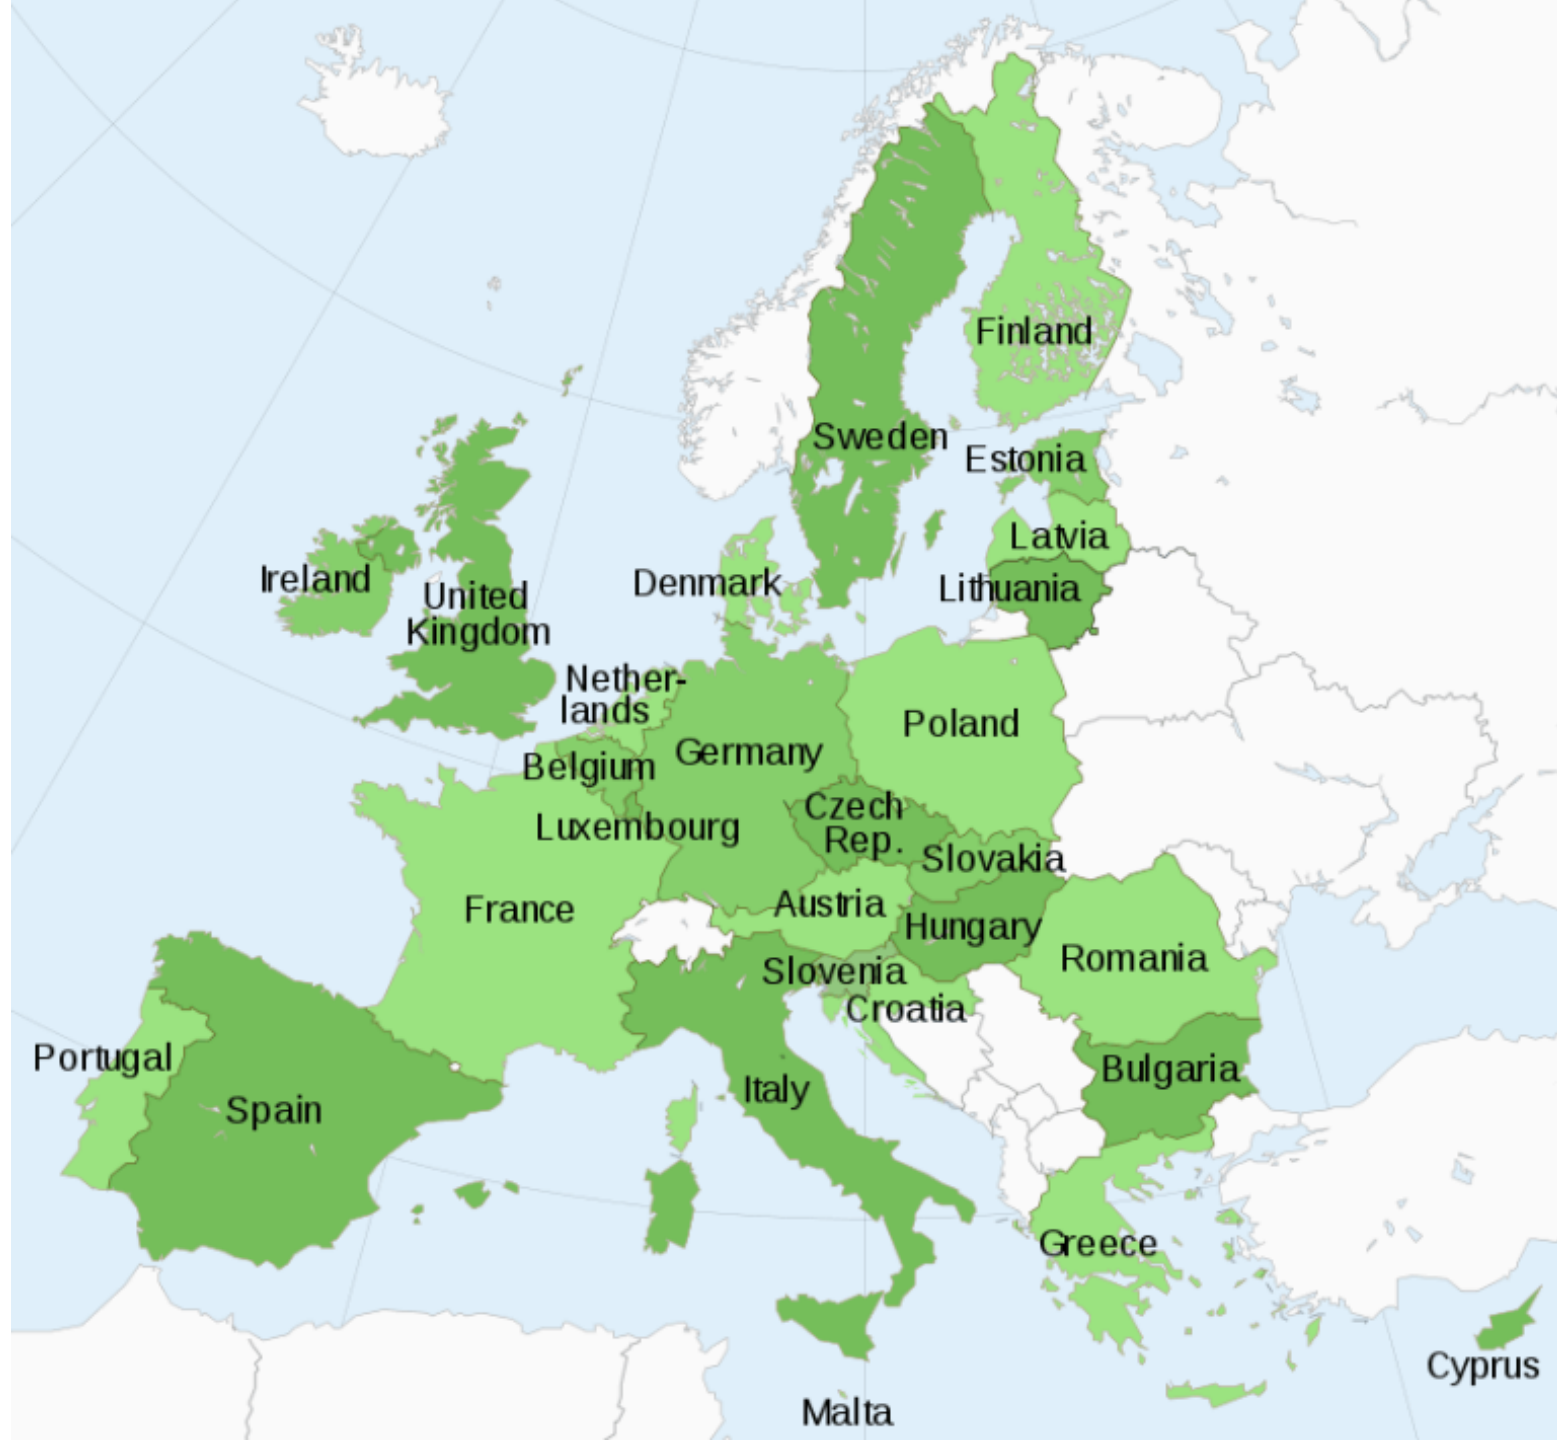 Finland
Sweden
Estonia
Latvia
Lithuania
Denmark
Ireland
United
Kingdom
Nether-
lands
Belgium
Germany
Poland
Luxembourg
Czech
Rep.
Slovakia
France
Austria
Hungary
Romania
Slovenia
Croatia
Portugal
Spain
Italy
Bulgaria
Greece
Cyprus
Malta